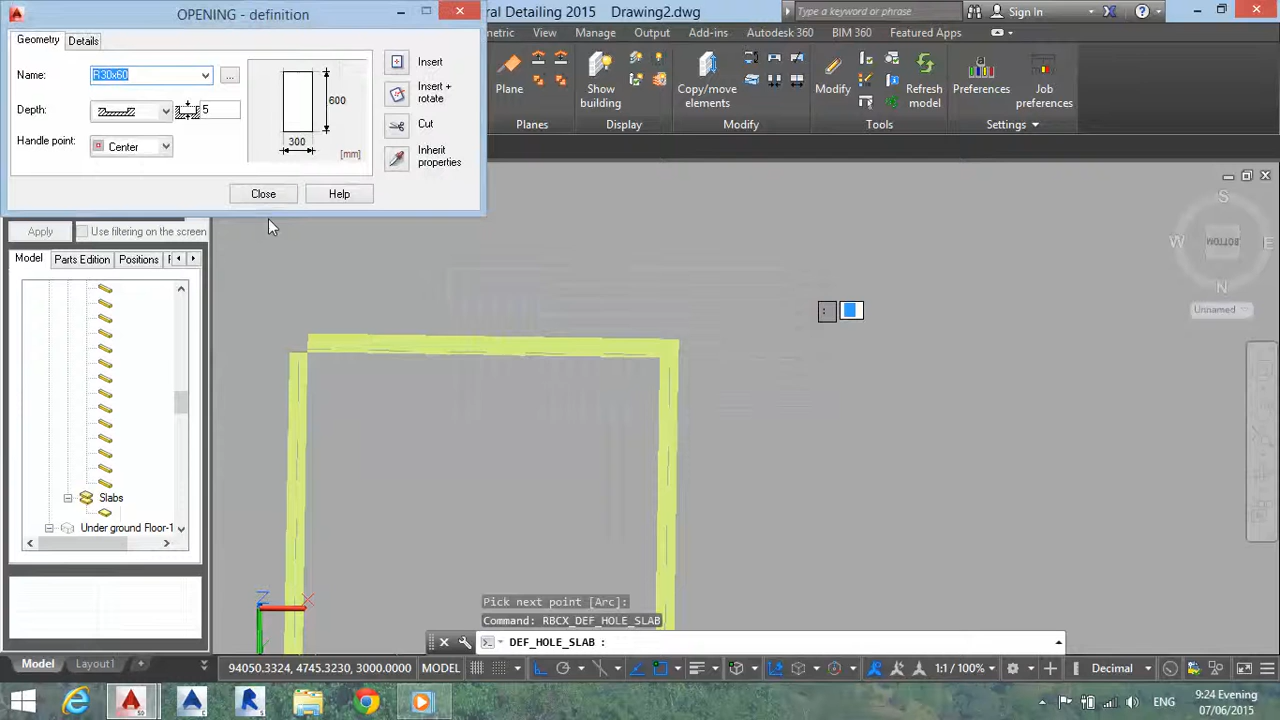 OPENING - definition
ral Detailing 2015 Drawing2.dwg
Type a keyword or phrase
Sign In
Geometry
Details
metric
View
Manage
Output
Add-ins
Autodesk 360
BIM 360
Featured Apps
Name:
R30x60
...
Depth:
5
Handle point:
Center
600
300
[mm]
Insert
Insert +
rotate
Cut
Inherit
properties
Close
Help
Plane
Show
building
Copy/move
elements
Modify
Refresh
model
Preferences
Job
preferences
Planes
Display
Modify
Tools
Settings
Apply
Use filtering on the screen
Model
Parts Edition
Positions
Slabs
Under ground Floor-1
S
W
BOTTOM
E
N
Unnamed
:
Z
X
Pick next point [Arc]:
Command: RBCX_DEF_HOLE_SLAB
DEF_HOLE_SLAB :
Model
Layout1
+
94050.3324, 4745.3230, 3000.0000
MODEL
1:1 / 100%
Decimal
ENG
9:24 Evening
07/06/2015